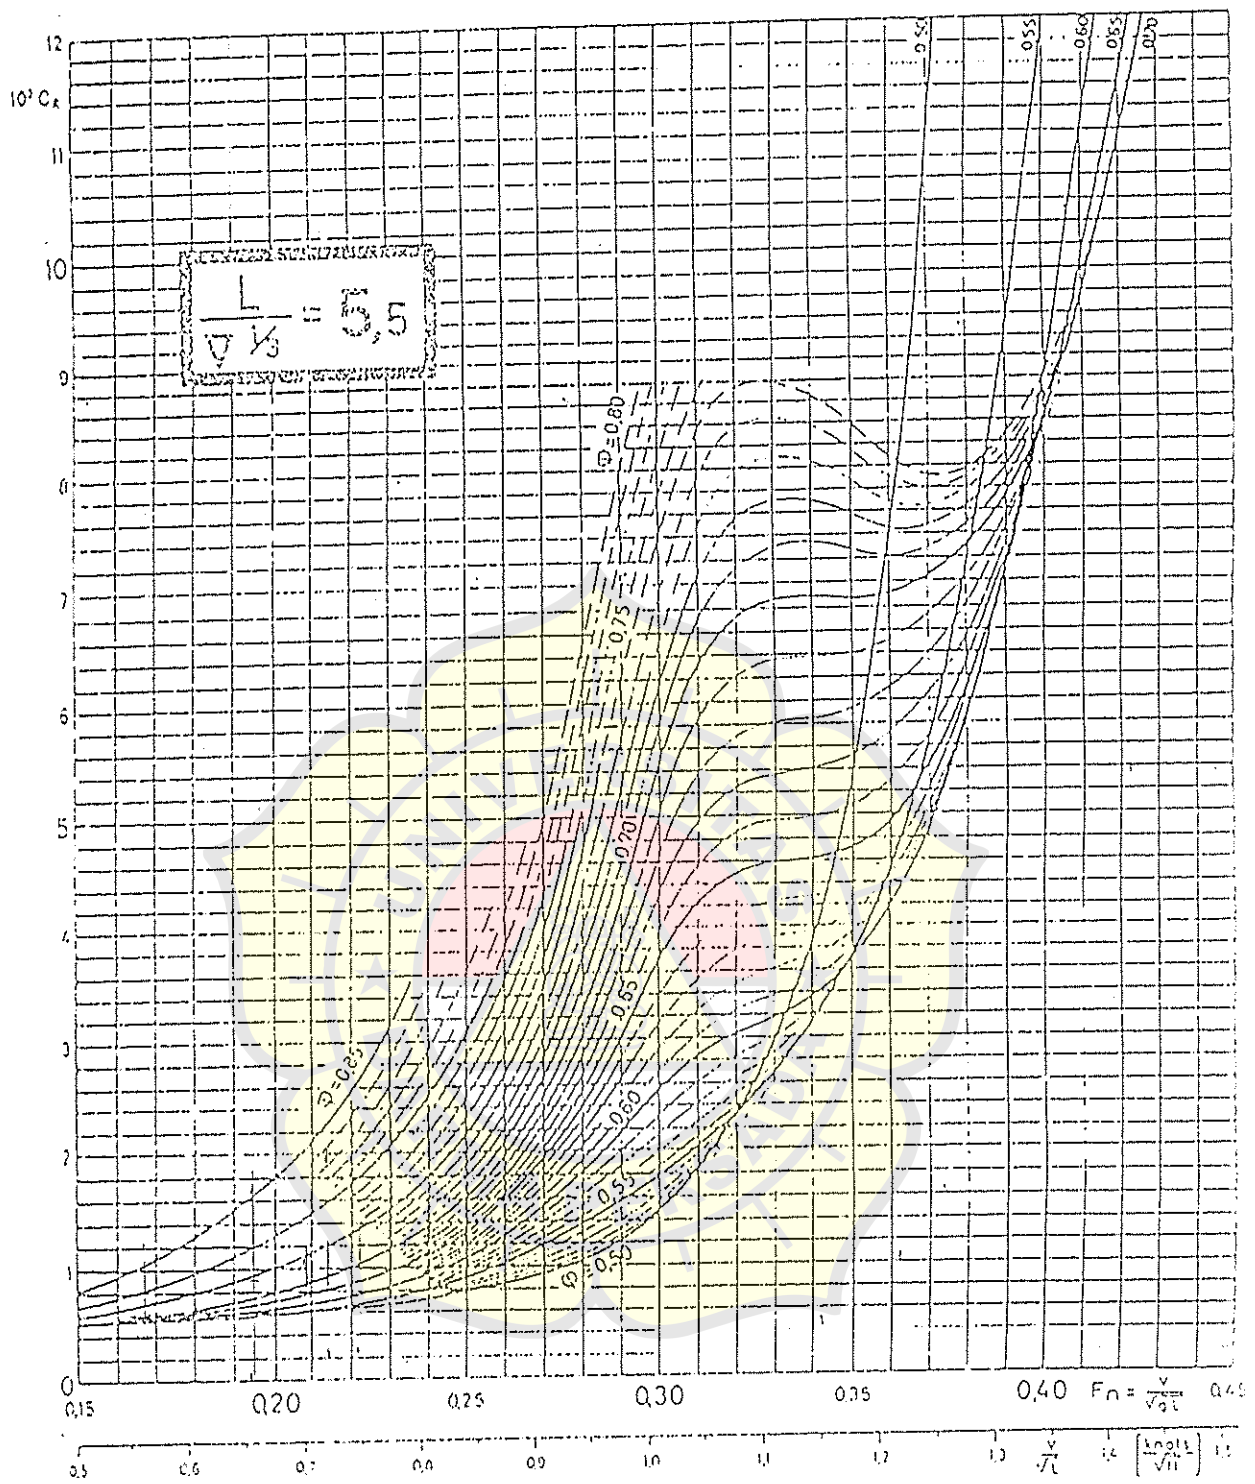 0.50 0.55 0.60 0.65 0.70
12
10³ C_R
11
10
L / ∇ ⅓ = 5,5
9
Φ=0,80
8
7
0.75
6
5
0.70
4
0.65
3
Φ=0.85
0.60
2
0.55
1
Φ=0.50
0
0,15 0,20 0,25 0,30 0,35 0,40 Fn = V/√gL 0,45
0,5 0,6 0,7 0,8 0,9 1,0 1,1 1,2 1,3 V/√L 1,4 [knots/√ft] 1,5
UNIVERSITAS